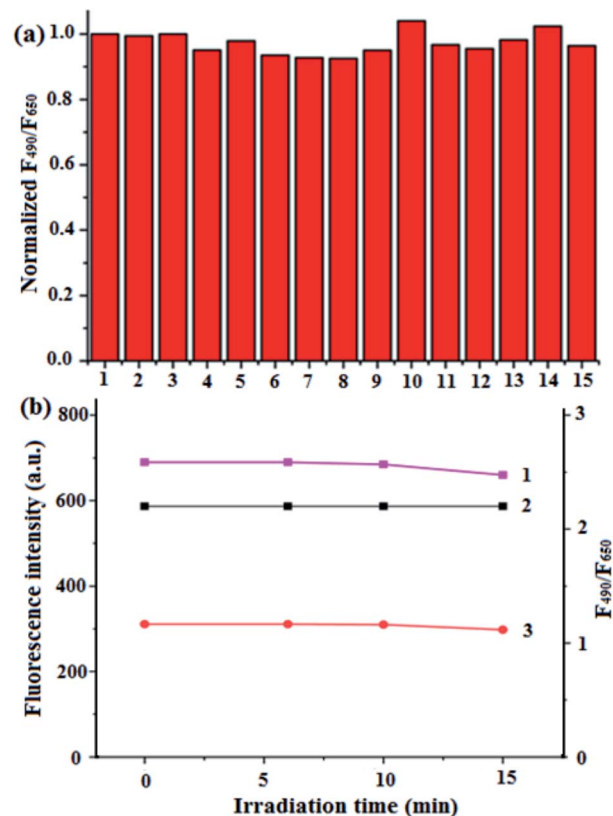 (a)
Normalized F490/F650
1.0
0.8
0.6
0.4
0.2
0.0
1 2 3 4 5 6 7 8 9 10 11 12 13 14 15
(b)
Fluorescence intensity (a.u.)
800
600
400
200
0
1
2
3
3
2
1
0
F490/F650
0 5 10 15
Irradiation time (min)